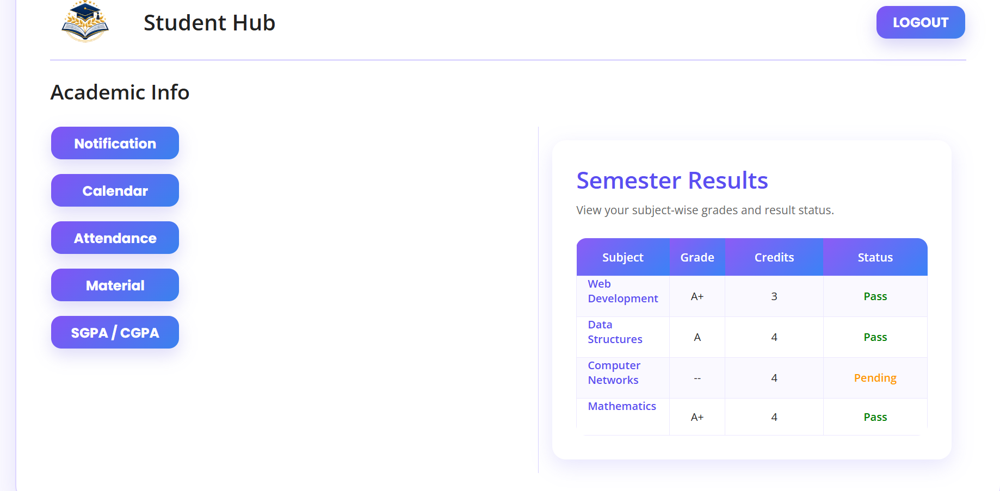 Student Hub
LOGOUT
Academic Info
Notification
Calendar
Attendance
Material
SGPA / CGPA
Semester Results
View your subject-wise grades and result status.
Subject Grade Credits Status
Web
Development A+ 3 Pass
Data
Structures A 4 Pass
Computer
Networks -- 4 Pending
Mathematics A+ 4 Pass